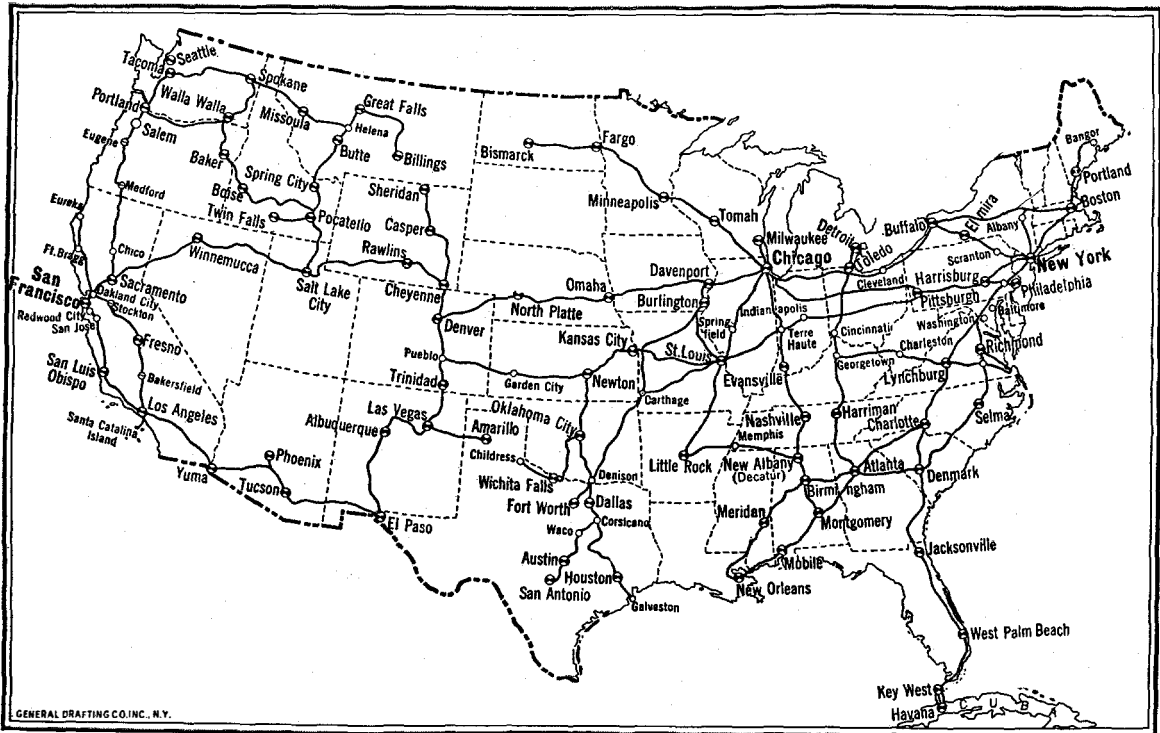 Seattle
Tacoma
Spokane
Portland
Walla Walla
Missoula
Great Falls
Helena
Salem
Eugene
Butte
Billings
Bismarck
Fargo
Bangor
Portland
Baker
Spring City
Sheridan
Medford
Boise
Minneapolis
Tomah
Boston
Eureka
Twin Falls
Pocatello
Casper
Buffalo
Elmira
Albany
Ft. Bragg
Chico
Winnemucca
Rawlins
Milwaukee
Detroit
Toledo
Scranton
Chicago
New York
San
Francisco
Sacramento
Oakland City
Stockton
Salt Lake
City
Cheyenne
Omaha
Davenport
Cleveland
Harrisburg
Philadelphia
North Platte
Burlington
Pittsburgh
Redwood City
San Jose
Indianapolis
Baltimore
Washington
Denver
Kansas City
Spring
field
Terre
Haute
Cincinnati
Fresno
Pueblo
St. Louis
Charleston
Richmond
San Luis
Obispo
Bakersfield
Trinidad
Garden City
Newton
Evansville
Georgetown
Lynchburg
Carthage
Los Angeles
Las Vegas
Albuquerque
Amarillo
Oklahoma
City
Nashville
Harriman
Charlotte
Selma
Santa Catalina
Island
Memphis
Childress
Phoenix
Little Rock
New Albany
(Decatur)
Atlanta
Denmark
Yuma
Tucson
Wichita Falls
Denison
Birmingham
Fort Worth
Dallas
El Paso
Meridan
Montgomery
Waco
Corsicano
Austin
Houston
Mobile
Jacksonville
San Antonio
New Orleans
Galveston
West Palm Beach
Key West
Havana
CUBA
GENERAL DRAFTING CO. INC., N.Y.